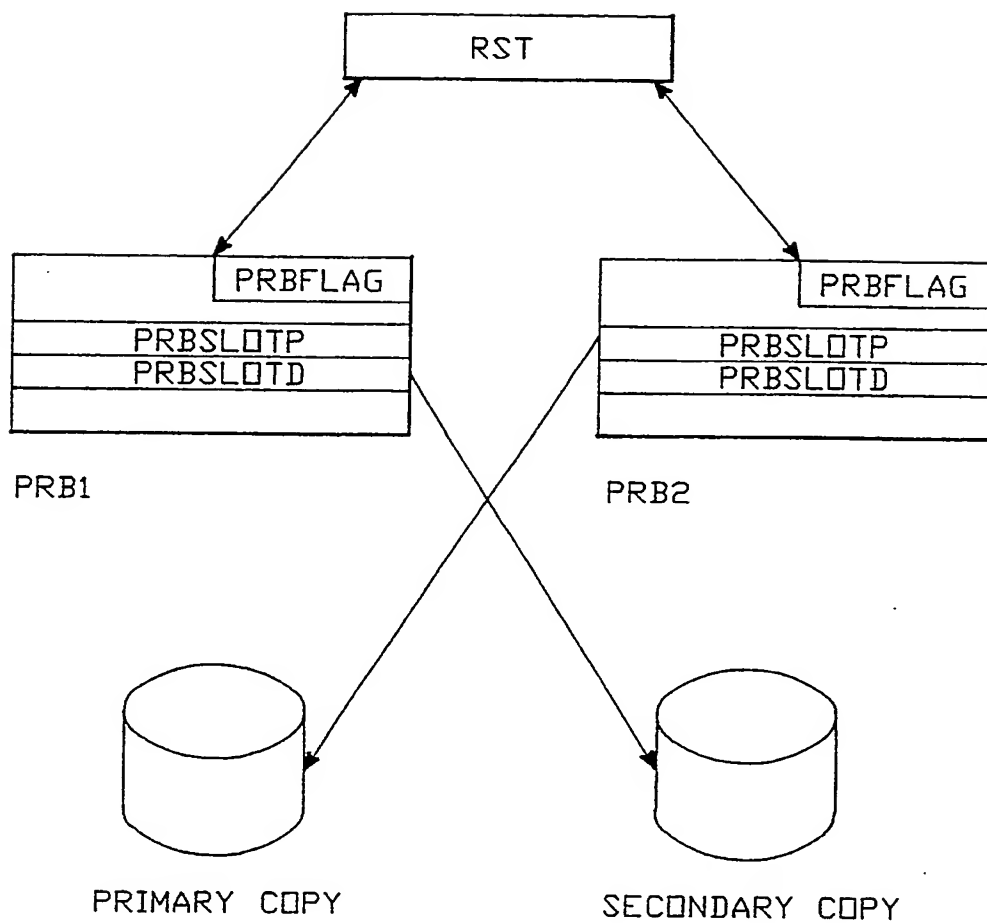 RST
PRBFLAG
PRBSLOTP
PRBSLOTD
PRB1
PRBFLAG
PRBSLOTP
PRBSLOTD
PRB2
PRIMARY COPY
SECONDARY COPY